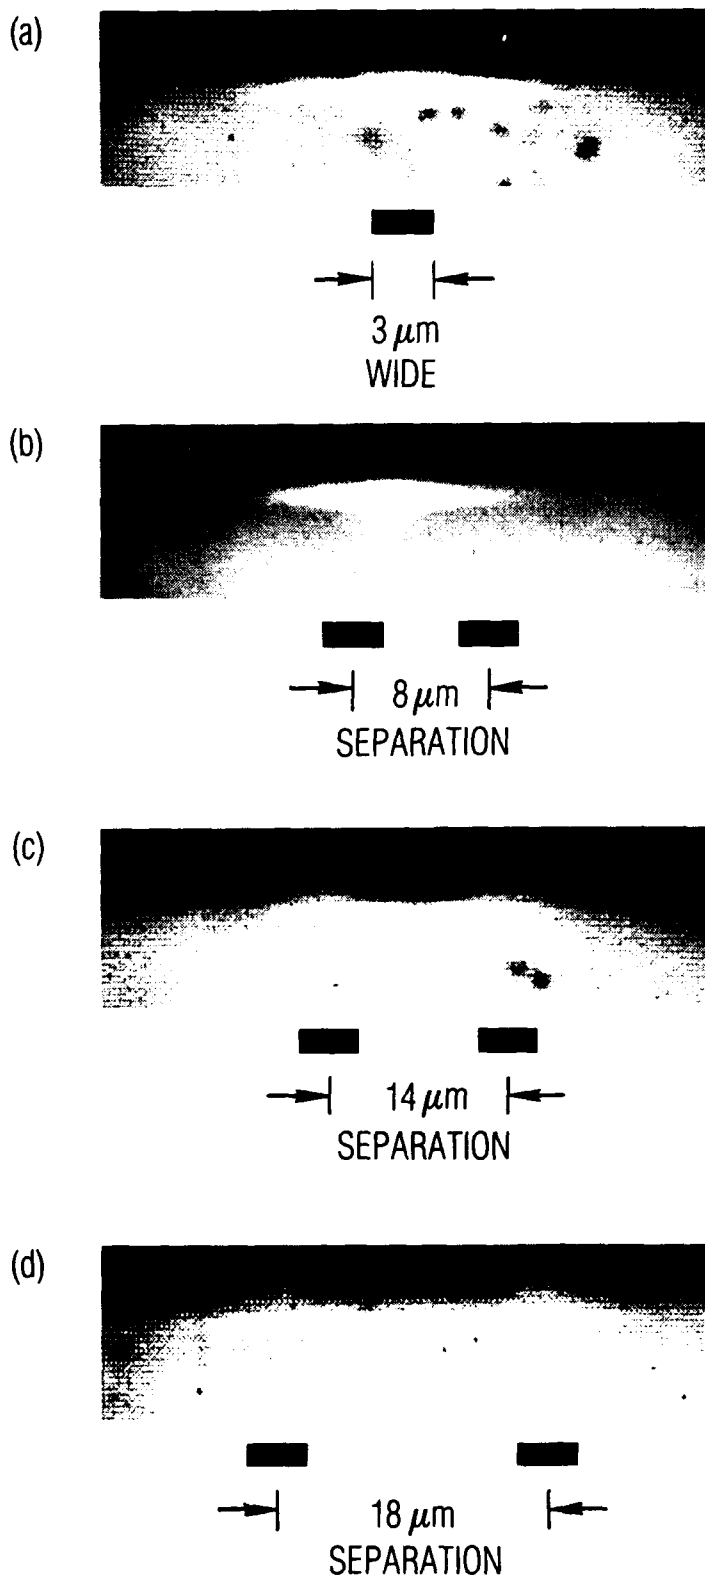 (a)
3 μm
WIDE
(b)
8 μm
SEPARATION
(c)
14 μm
SEPARATION
(d)
18 μm
SEPARATION